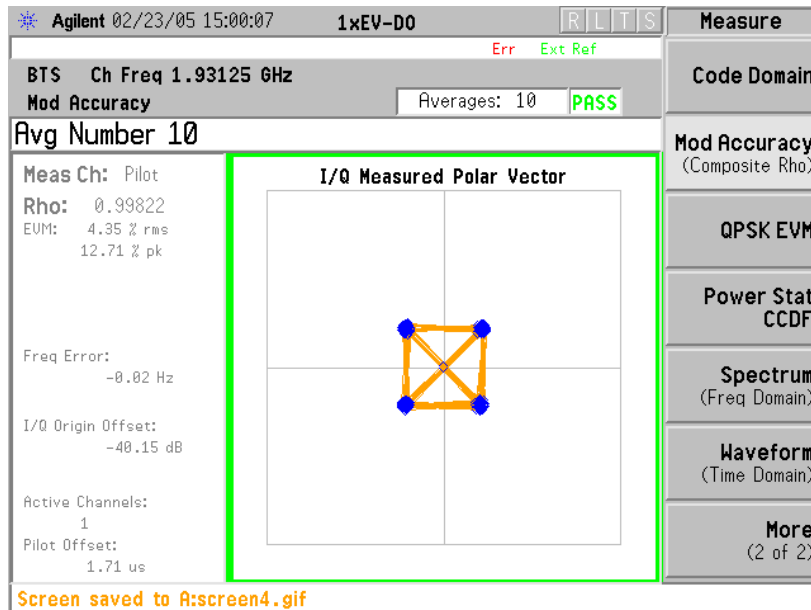 Agilent 02/23/05 15:00:07 1xEV-DO R L T S
Err Ext Ref
BTS Ch Freq 1.93125 GHz
Mod Accuracy Averages: 10 PASS
Avg Number 10
Meas Ch: Pilot
Rho: 0.99822
EVM: 4.35 % rms
12.71 % pk
Freq Error:
-0.02 Hz
I/Q Origin Offset:
-40.15 dB
Active Channels:
1
Pilot Offset:
1.71 us
I/Q Measured Polar Vector
Screen saved to A:screen4.gif
Measure
Code Domain
Mod Accuracy
(Composite Rho)
QPSK EVM
Power Stat
CCDF
Spectrum
(Freq Domain)
Waveform
(Time Domain)
More
(2 of 2)